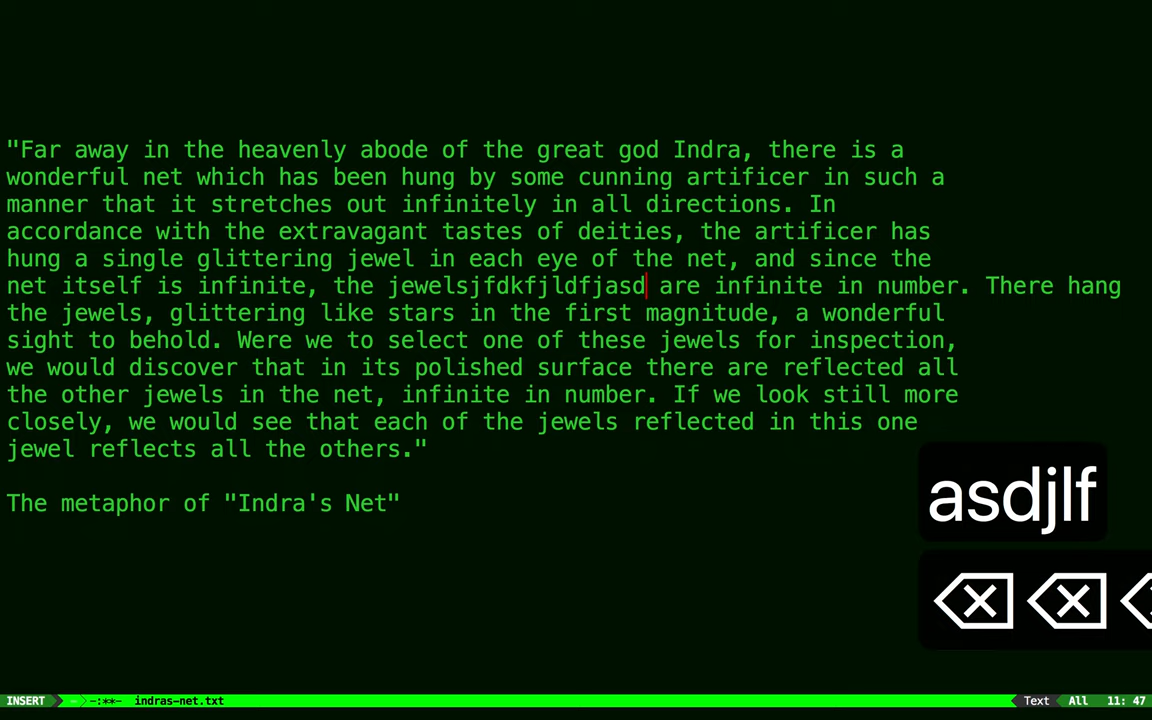 "Far away in the heavenly abode of the great god Indra, there is a
wonderful net which has been hung by some cunning artificer in such a
manner that it stretches out infinitely in all directions. In
accordance with the extravagant tastes of deities, the artificer has
hung a single glittering jewel in each eye of the net, and since the
net itself is infinite, the jewelsjfdkfjldfjasd are infinite in number. There hang
the jewels, glittering like stars in the first magnitude, a wonderful
sight to behold. Were we to select one of these jewels for inspection,
we would discover that in its polished surface there are reflected all
the other jewels in the net, infinite in number. If we look still more
closely, we would see that each of the jewels reflected in this one
jewel reflects all the others."
The metaphor of "Indra's Net"
asdjlf
INSERT -:**- indras-net.txt Text All 11: 47